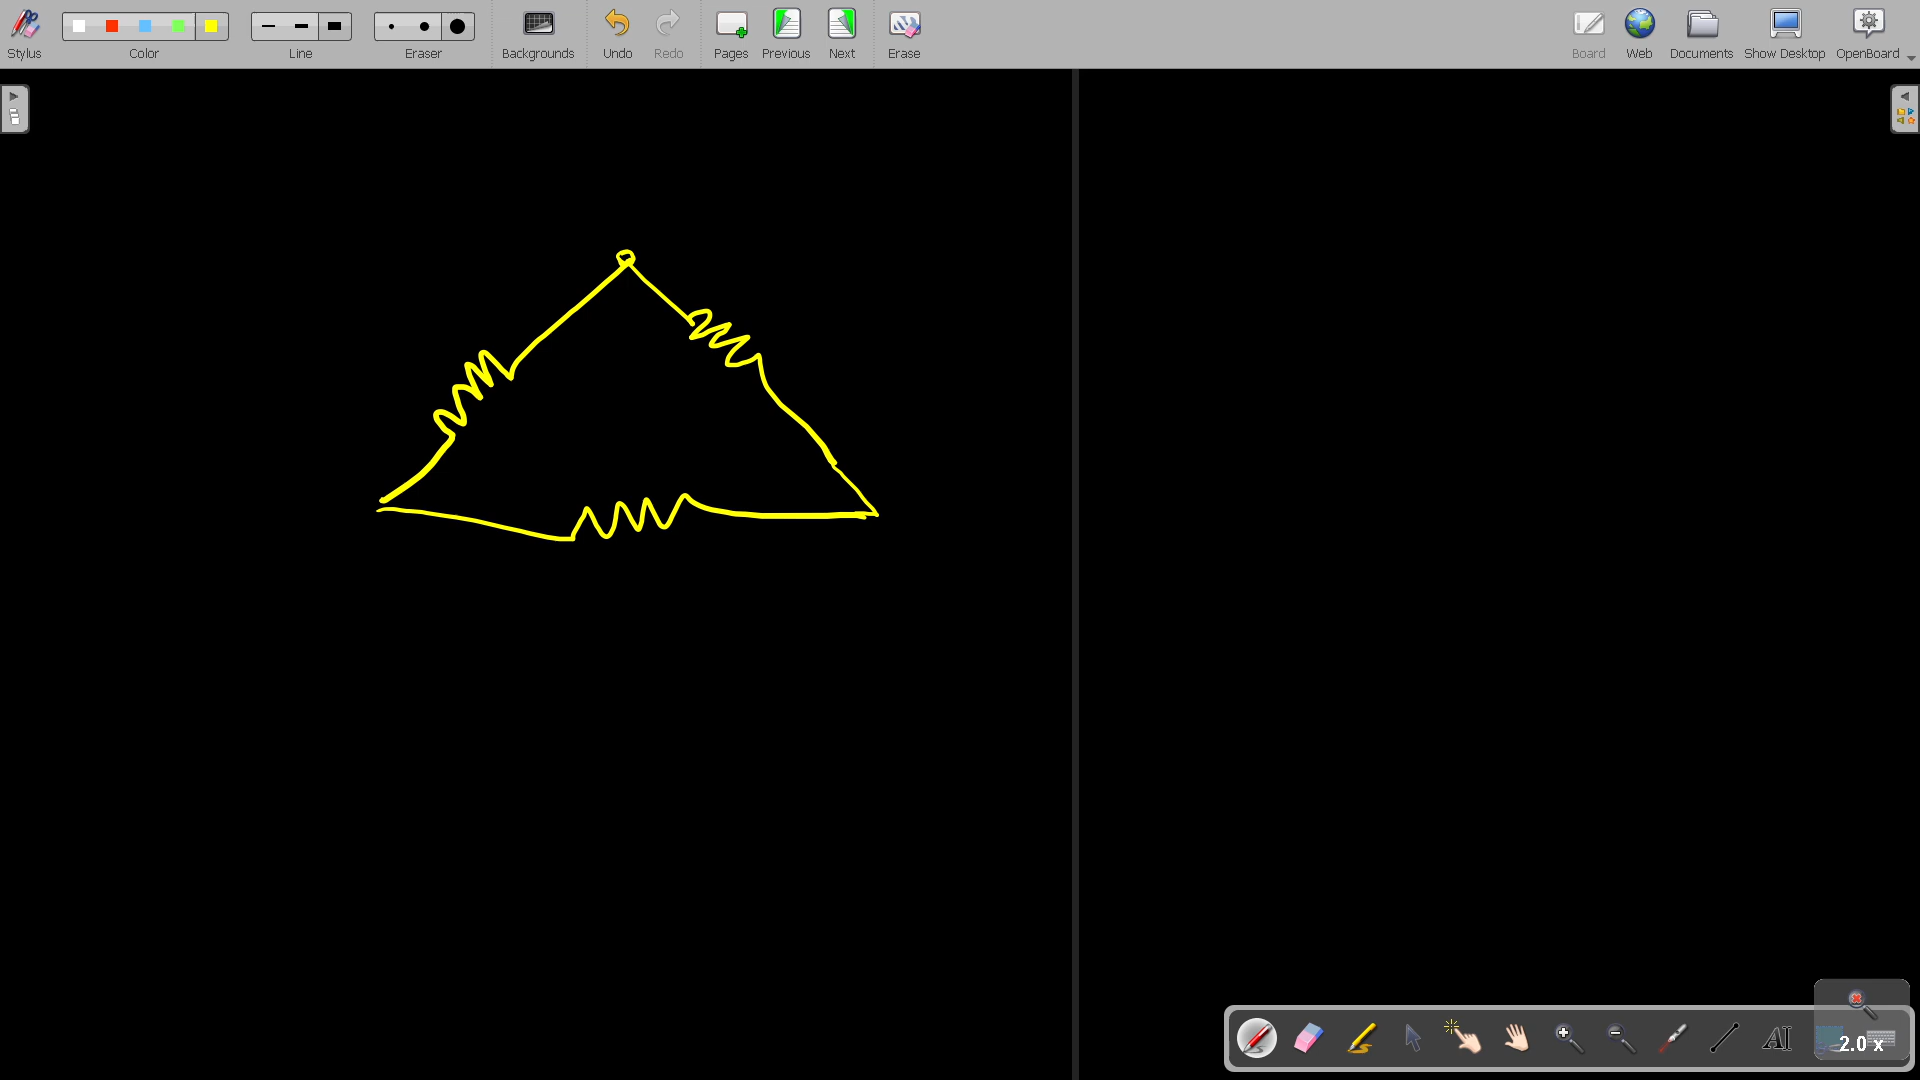 Stylus Color Line Eraser Backgrounds Undo Redo Pages Previous Next Erase Board Web Documents Show Desktop OpenBoard
AI
2.0 x